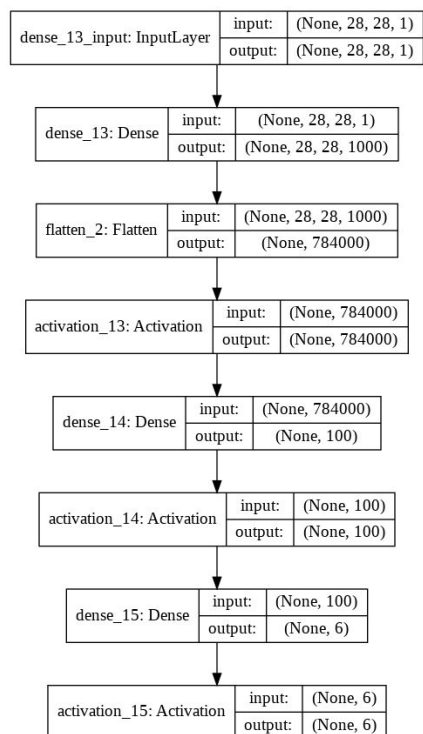 dense_13_input: InputLayer input: (None, 28, 28, 1)
output: (None, 28, 28, 1)
dense_13: Dense input: (None, 28, 28, 1)
output: (None, 28, 28, 1000)
flatten_2: Flatten input: (None, 28, 28, 1000)
output: (None, 784000)
activation_13: Activation input: (None, 784000)
output: (None, 784000)
dense_14: Dense input: (None, 784000)
output: (None, 100)
activation_14: Activation input: (None, 100)
output: (None, 100)
dense_15: Dense input: (None, 100)
output: (None, 6)
activation_15: Activation input: (None, 6)
output: (None, 6)